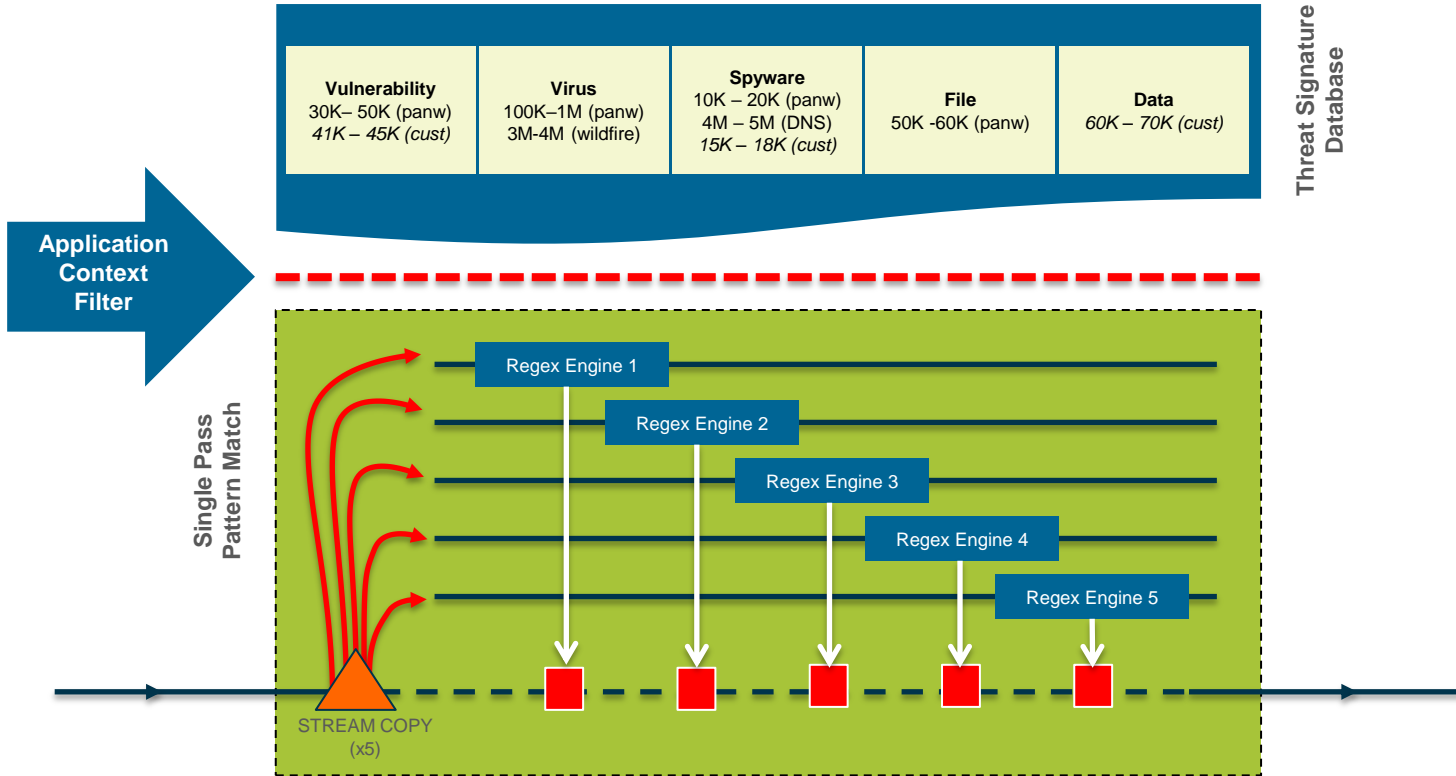 Vulnerability
30K– 50K (panw)
41K – 45K (cust)
Virus
100K–1M (panw)
3M-4M (wildfire)
Spyware
10K – 20K (panw)
4M – 5M (DNS)
15K – 18K (cust)
File
50K -60K (panw)
Data
60K – 70K (cust)
Threat Signature
Database
Application
Context
Filter
Single Pass
Pattern Match
Regex Engine 1
Regex Engine 2
Regex Engine 3
Regex Engine 4
Regex Engine 5
STREAM COPY
(x5)